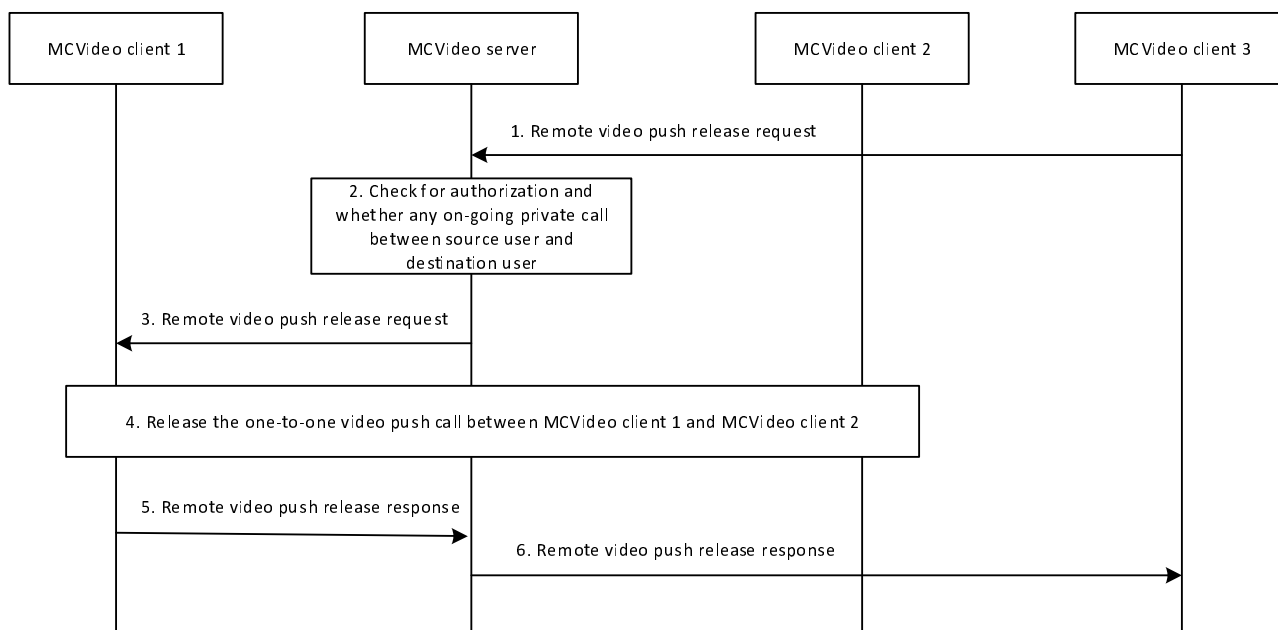 MCVideo client 1
MCVideo server
MCVideo client 2
MCVideo client 3
1. Remote video push release request
2. Check for authorization and
whether any on-going private call
between source user and
destination user
3. Remote video push release request
4. Release the one-to-one video push call between MCVideo client 1 and MCVideo client 2
5. Remote video push release response
6. Remote video push release response